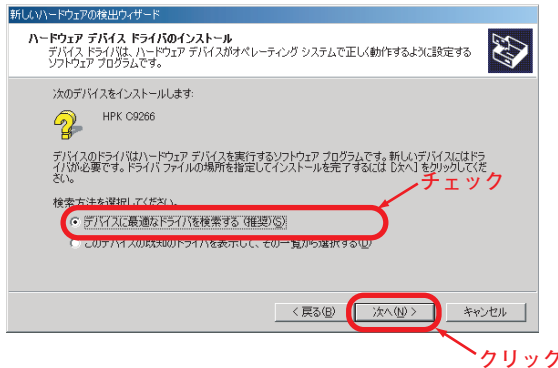 新しいハードウェアの検出ウィザード
ハードウェア デバイス ドライバのインストール
デバイス ドライバは、ハードウェア デバイスがオペレーティング システムで正しく動作するように設定する
ソフトウェア プログラムです。
次のデバイスをインストールします:
HPK C9266
デバイスのドライバはハードウェア デバイスを実行するソフトウェア プログラムです。新しいデバイスにはドラ
イバが必要です。ドライバ ファイルの場所を指定してインストールを完了するには [次へ] をクリックしてくだ
さい。
チェック
検索方法を選択してください。
デバイスに最適なドライバを検索する (推奨)(S)
このデバイスの既知のドライバを表示して、その一覧から選択する(D)
< 戻る(B)
次へ(N) >
キャンセル
クリック